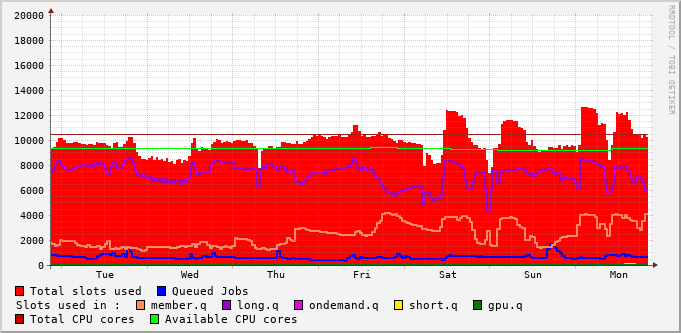 20000
18000
16000
14000
12000
10000
8000
6000
4000
2000
0
Tue Wed Thu Fri Sat Sun Mon
RRDTOOL / TOBI OETIKER
Total slots used Queued Jobs
Slots used in : member.q long.q ondemand.q short.q gpu.q
Total CPU cores Available CPU cores